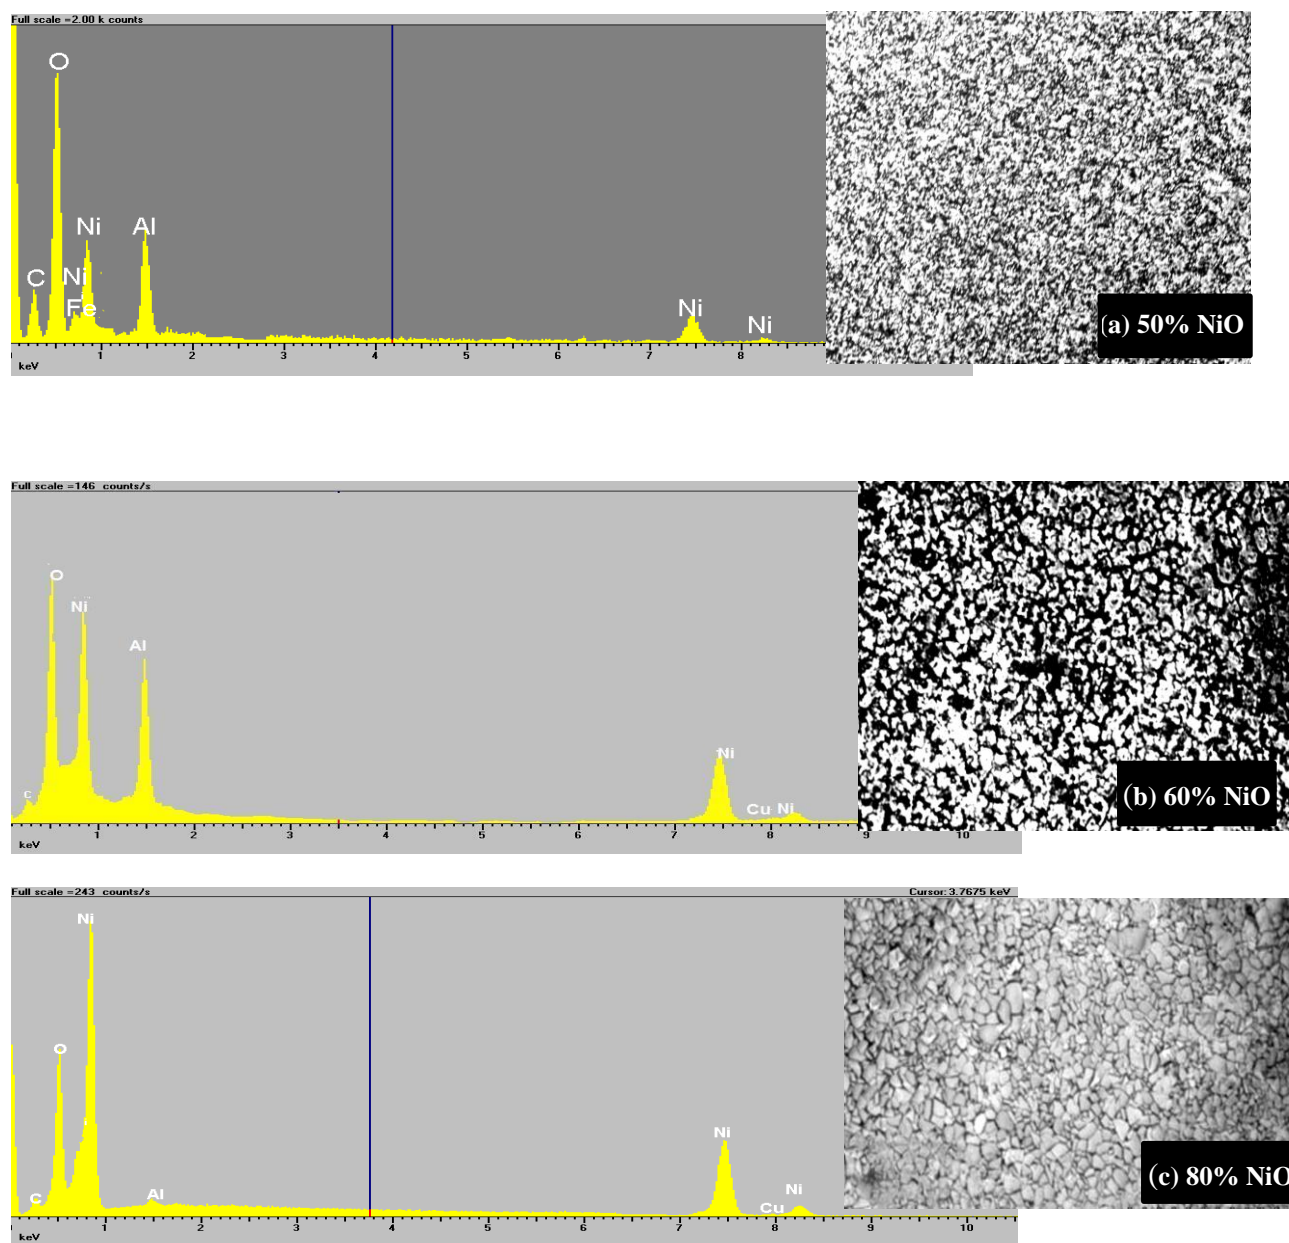 Full scale =2.00 k counts
O
Ni
Al
C
Ni
Fe
Ni
Ni
1 2 3 4 5 6 7 8
keV
(a) 50% NiO
Full scale =146 counts/s
O
Ni
Al
C
Ni
Cu Ni
1 2 3 4 5 6 7 8 9 10
keV
(b) 60% NiO
Full scale =243 counts/s Cursor: 3.7675 keV
Ni
O
C
Al
Ni
Ni
Cu
1 2 3 4 5 6 7 8 9 10
keV
(c) 80% NiO